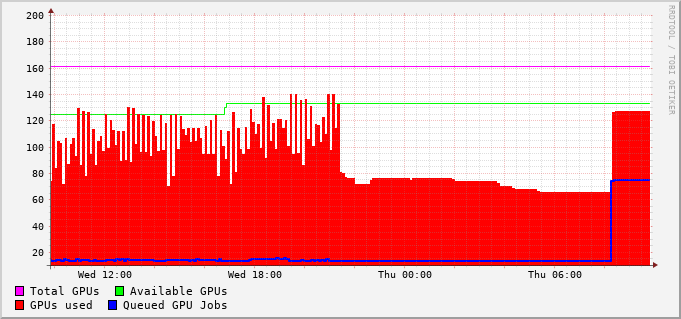 200
180
160
140
120
100
80
60
40
20
Wed 12:00 Wed 18:00 Thu 00:00 Thu 06:00
Total GPUs Available GPUs
GPUs used Queued GPU Jobs
RRDTOOL / TOBI OETIKER